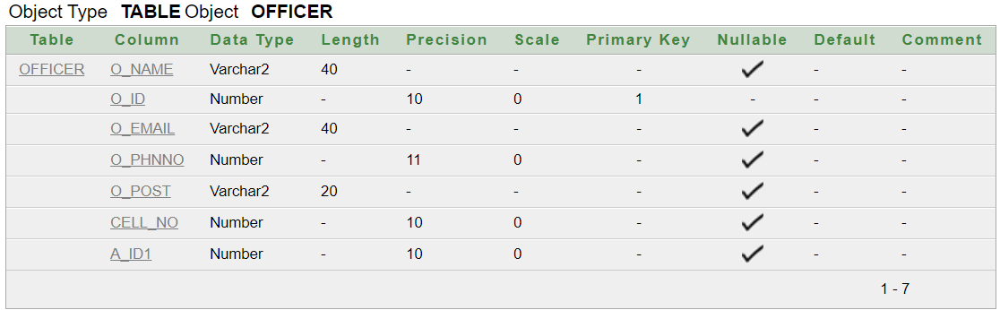 Object Type TABLE Object OFFICER
Table Column Data Type Length Precision Scale Primary Key Nullable Default Comment
OFFICER O_NAME Varchar2 40 - - - ✓ - -
O_ID Number - 10 0 1 - - -
O_EMAIL Varchar2 40 - - - ✓ - -
O_PHNNO Number - 11 0 - ✓ - -
O_POST Varchar2 20 - - - ✓ - -
CELL_NO Number - 10 0 - ✓ - -
A_ID1 Number - 10 0 - ✓ - -
1 - 7